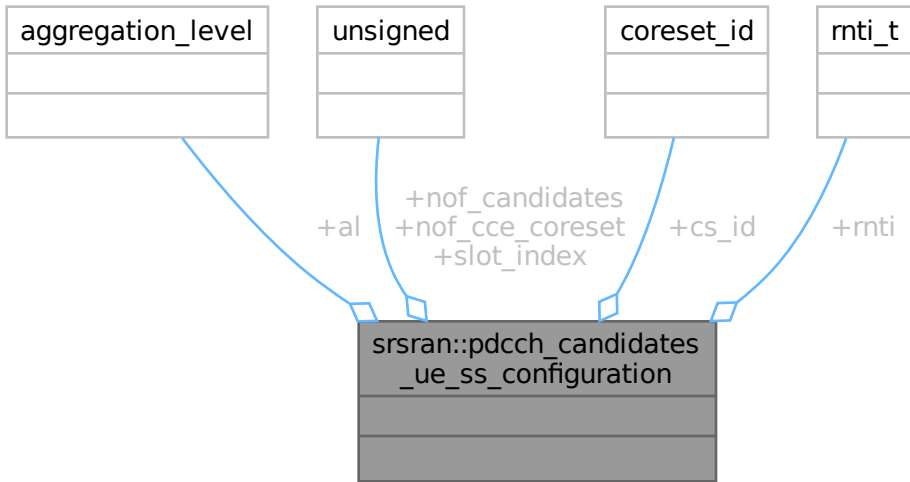 aggregation_level
unsigned
coreset_id
rnti_t
+al
+nof_candidates
+nof_cce_coreset
+slot_index
+cs_id
+rnti
srsran::pdcch_candidates
_ue_ss_configuration